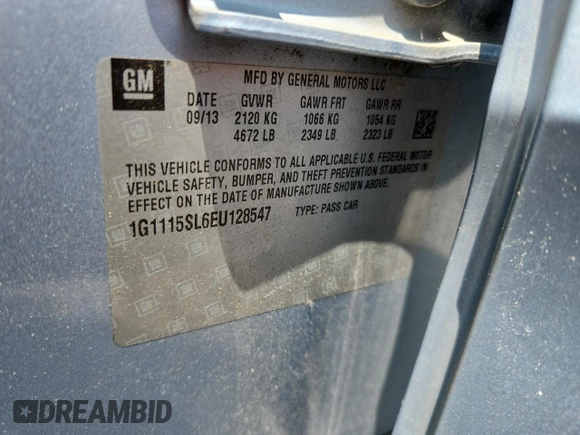 GM
MFD BY GENERAL MOTORS LLC
DATE GVWR GAWR FRT GAWR RR
09/13 2120 KG 1066 KG 1054 KG
4672 LB 2349 LB 2323 LB
THIS VEHICLE CONFORMS TO ALL APPLICABLE U.S. FEDERAL MOTOR
VEHICLE SAFETY, BUMPER, AND THEFT PREVENTION STANDARDS IN
EFFECT ON THE DATE OF MANUFACTURE SHOWN ABOVE.
1G1115SL6EU128547 TYPE: PASS CAR
DREAMBID